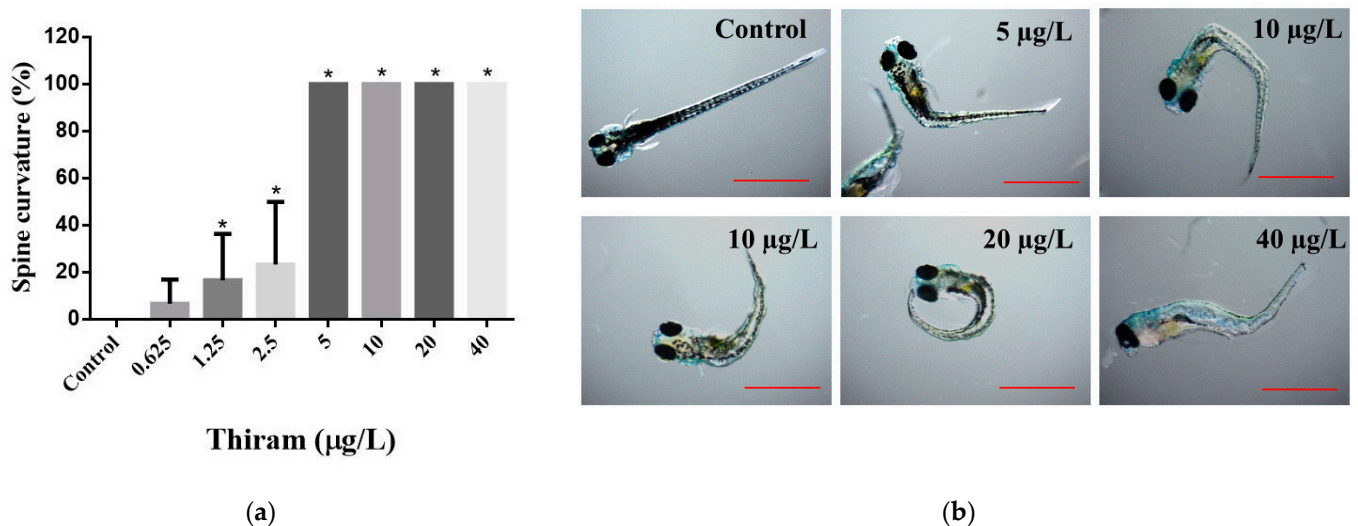 120
100
80
60
40
20
0
Spine curvature (%)
*
*
*
*
*
*
Control
0.625
1.25
2.5
5
10
20
40
Thiram (μg/L)
(a)
Control
5 μg/L
10 μg/L
10 μg/L
20 μg/L
40 μg/L
(b)